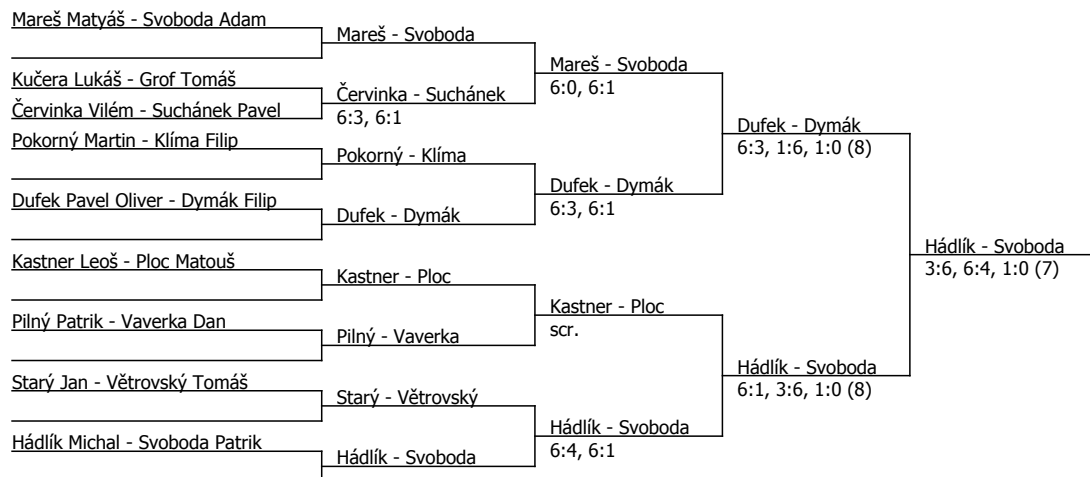 Mareš Matyáš - Svoboda Adam
Kučera Lukáš - Grof Tomáš
Červinka Vilém - Suchánek Pavel
Pokorný Martin - Klíma Filip
Dufek Pavel Oliver - Dymák Filip
Kastner Leoš - Ploc Matouš
Pilný Patrik - Vaverka Dan
Starý Jan - Větrovský Tomáš
Hádlík Michal - Svoboda Patrik
Mareš - Svoboda
Červinka - Suchánek
6:3, 6:1
Pokorný - Klíma
Dufek - Dymák
Kastner - Ploc
Pilný - Vaverka
Starý - Větrovský
Hádlík - Svoboda
Mareš - Svoboda
6:0, 6:1
Dufek - Dymák
6:3, 6:1
Kastner - Ploc
scr.
Hádlík - Svoboda
6:4, 6:1
Dufek - Dymák
6:3, 1:6, 1:0 (8)
Hádlík - Svoboda
6:1, 3:6, 1:0 (8)
Hádlík - Svoboda
3:6, 6:4, 1:0 (7)